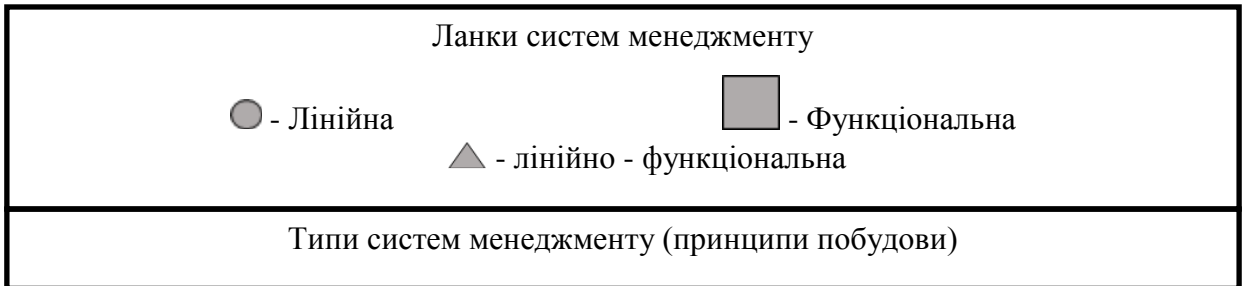 Ланки систем менеджменту
- Лінійна - Функціональна
- лінійно - функціональна
Типи систем менеджменту (принципи побудови)